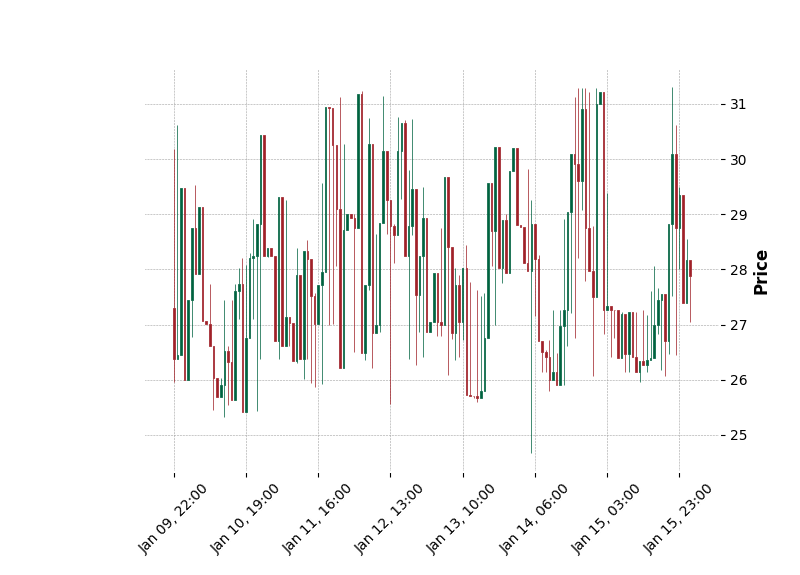 31
30
29
28
27
26
25
Price
Jan 09, 22:00
Jan 10, 19:00
Jan 11, 16:00
Jan 12, 13:00
Jan 13, 10:00
Jan 14, 06:00
Jan 15, 03:00
Jan 15, 23:00